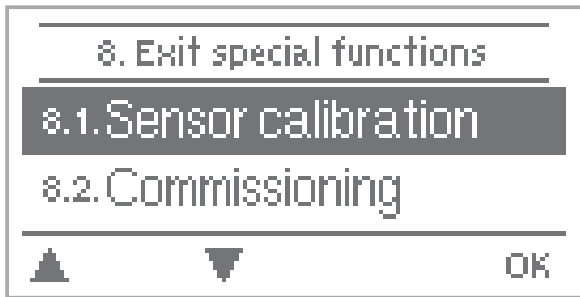 8. Exit special functions
8.1. Sensor calibration
8.2. Commissioning
OK